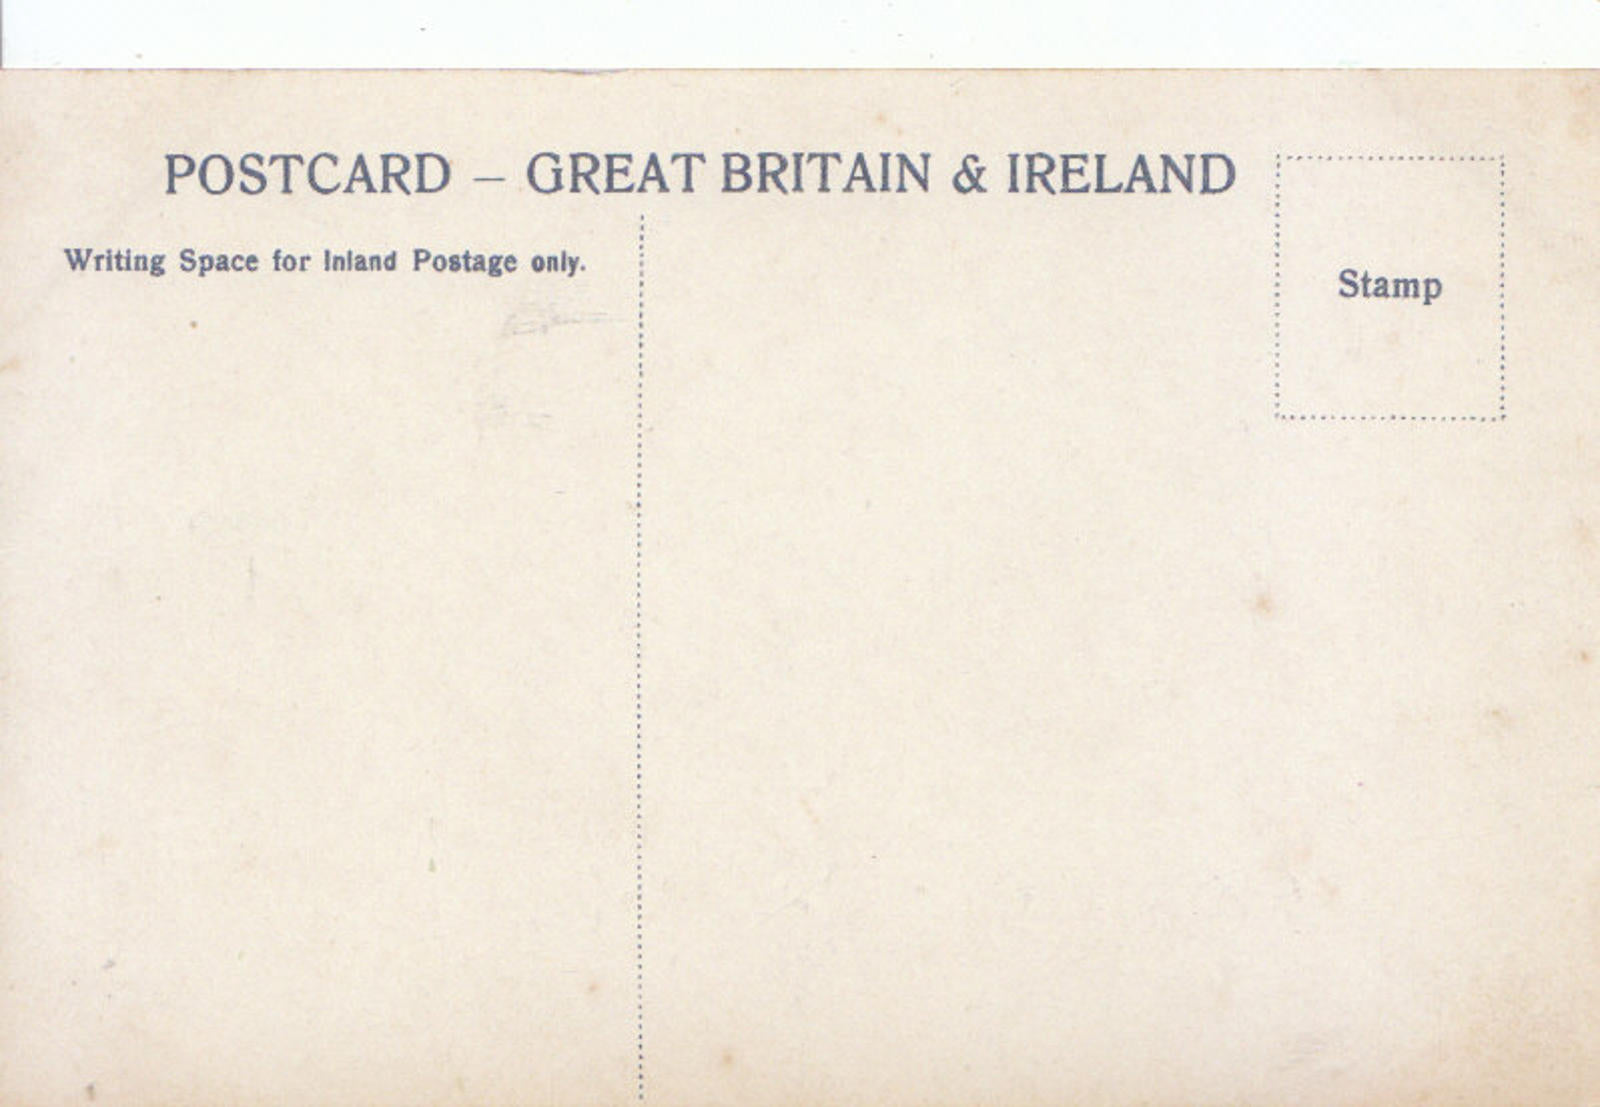 POSTCARD – GREAT BRITAIN & IRELAND
Writing Space for Inland Postage only.
Stamp